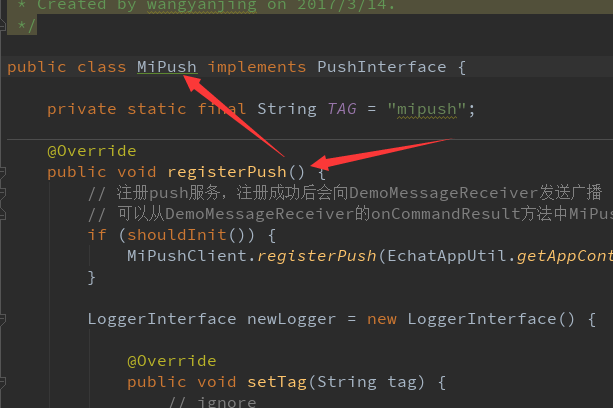 * Created by wangyanjing on 2017/3/14.
*/
public class MiPush implements PushInterface {
private static final String TAG = "mipush";
@Override
public void registerPush() {
// 注册push服务，注册成功后会向DemoMessageReceiver发送广播
// 可以从DemoMessageReceiver的onCommandResult方法中MiPus
if (shouldInit()) {
MiPushClient.registerPush(EchatAppUtil.getAppCont
}
LoggerInterface newLogger = new LoggerInterface() {
@Override
public void setTag(String tag) {
// ignore